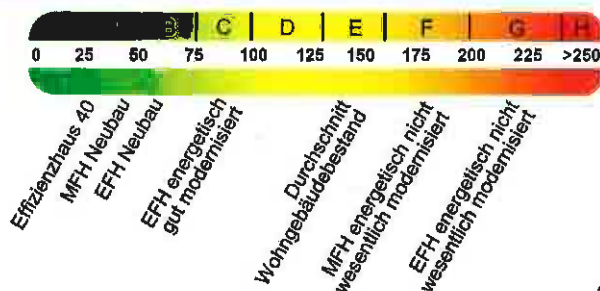 B C D E F G H
0 25 50 75 100 125 150 175 200 225 >250
Effizienzhaus 40
MFH Neubau
EFH Neubau
EFH energetisch
gut modernisiert
Durchschnitt
Wohngebäudebestand
MFH energetisch nicht
wesentlich modernisiert
EFH energetisch nicht
wesentlich modernisiert